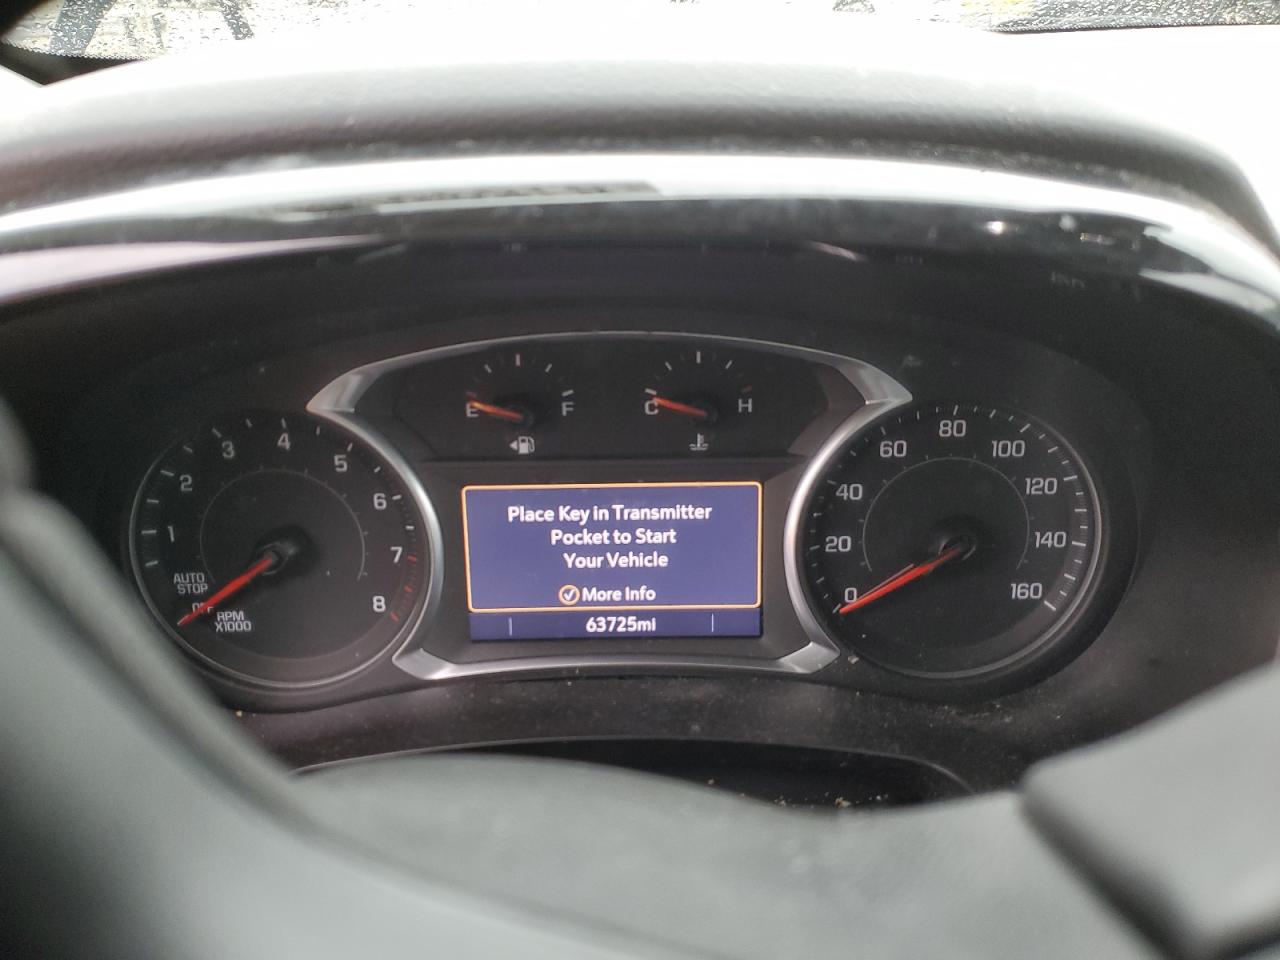 E F
C H
1
2
3
4
5
6
7
8
AUTO
STOP
OFF
RPM
X1000
Place Key in Transmitter
Pocket to Start
Your Vehicle
More Info
63725mi
0
20
40
60
80
100
120
140
160